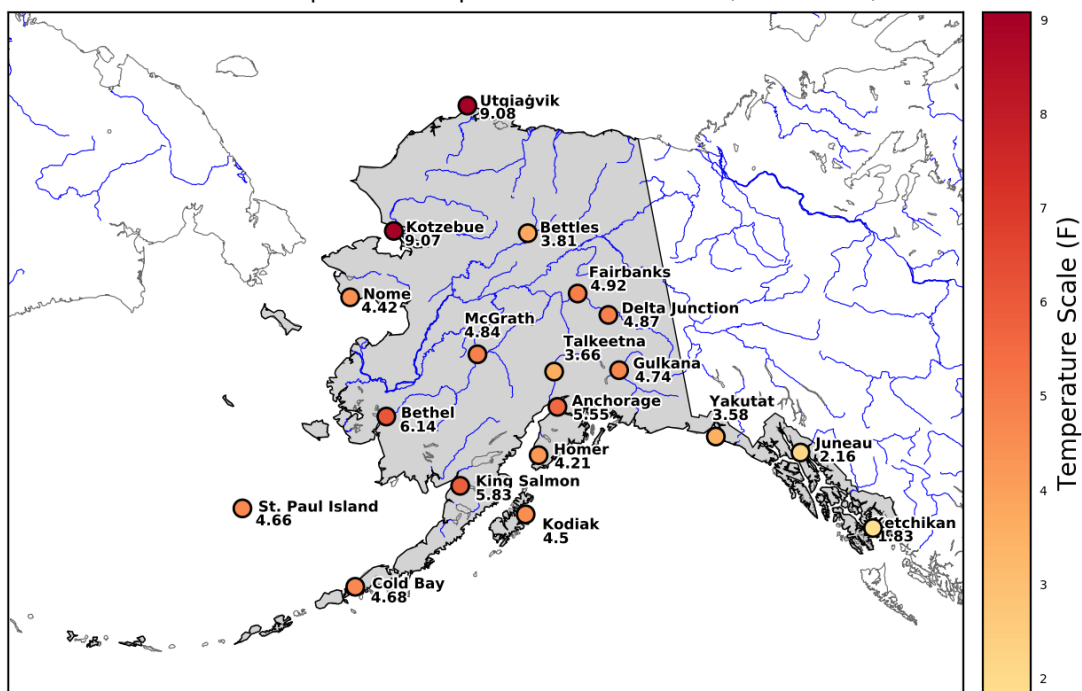 9
Utqiaġvik
9.08
8
7
Kotzebue
9.07
Bettles
3.81
Fairbanks
4.92
Nome
4.42
Delta Junction
4.87
McGrath
4.84
6
Talkeetna
3.66
Gulkana
4.74
Temperature Scale (F)
5
Anchorage
5.55
Yakutat
3.58
Bethel
6.14
Juneau
2.16
Homer
4.21
King Salmon
5.83
4
St. Paul Island
4.66
Kodiak
4.5
Ketchikan
1.83
Cold Bay
4.68
3
2